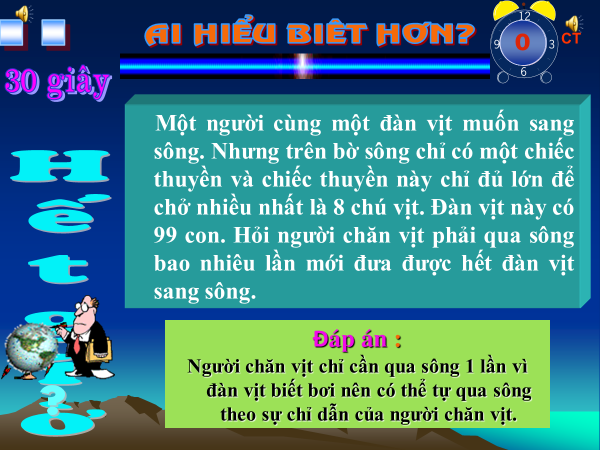 AI HIỂU BIẾT HƠN?
12
9
0
3
6
CT
30 giây
Một người cùng một đàn vịt muốn sang
sông. Nhưng trên bờ sông chỉ có một chiếc
thuyền và chiếc thuyền này chỉ đủ lớn để
chở nhiều nhất là 8 chú vịt. Đàn vịt này có
99 con. Hỏi người chăn vịt phải qua sông
bao nhiêu lần mới đưa được hết đàn vịt
sang sông.
Hết giờ
Đáp án :
Người chăn vịt chỉ cần qua sông 1 lần vì
đàn vịt biết bơi nên có thể tự qua sông
theo sự chỉ dẫn của người chăn vịt.